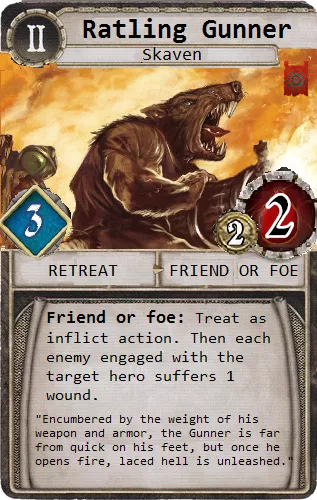 II
Ratling Gunner
Skaven
3
2
2
RETREAT
FRIEND OR FOE
Friend or foe: Treat as
inflict action. Then each
enemy engaged with the
target hero suffers 1
wound.
"Encumbered by the weight of his
weapon and armor, the Gunner is far
from quick on his feet, but once he
opens fire, laced hell is unleashed."